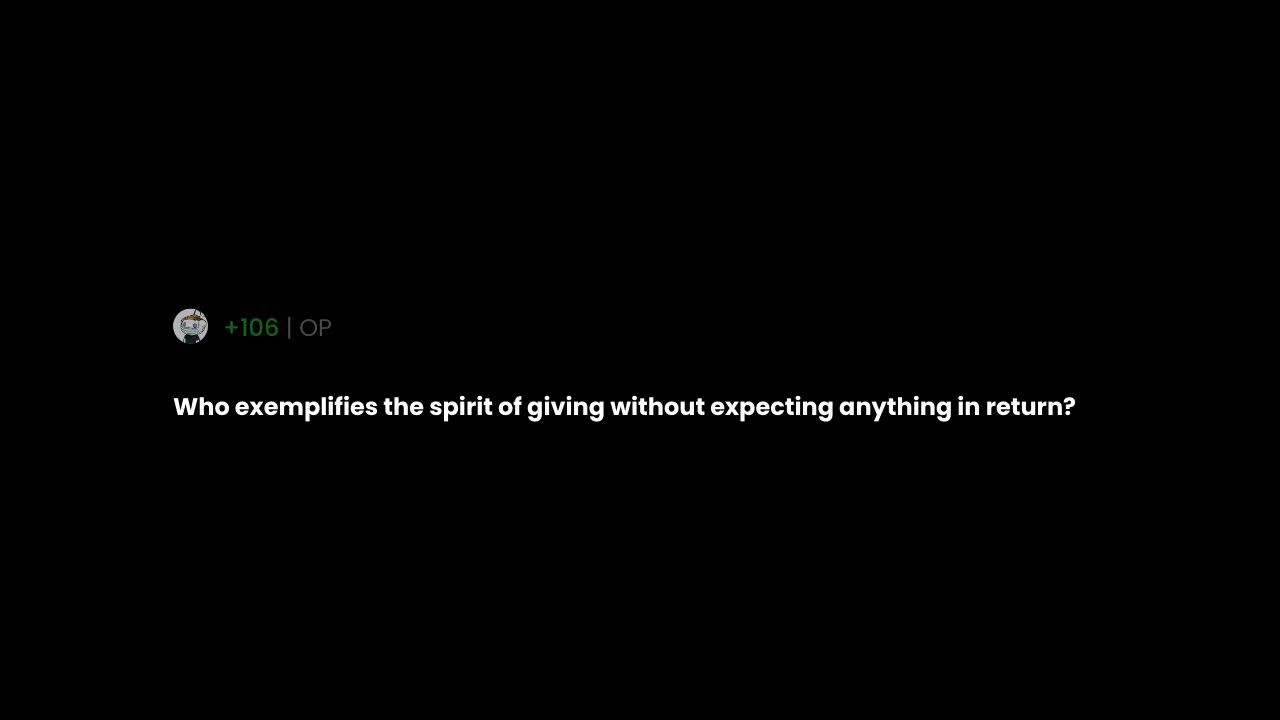 +106 | OP
Who exemplifies the spirit of giving without expecting anything in return?